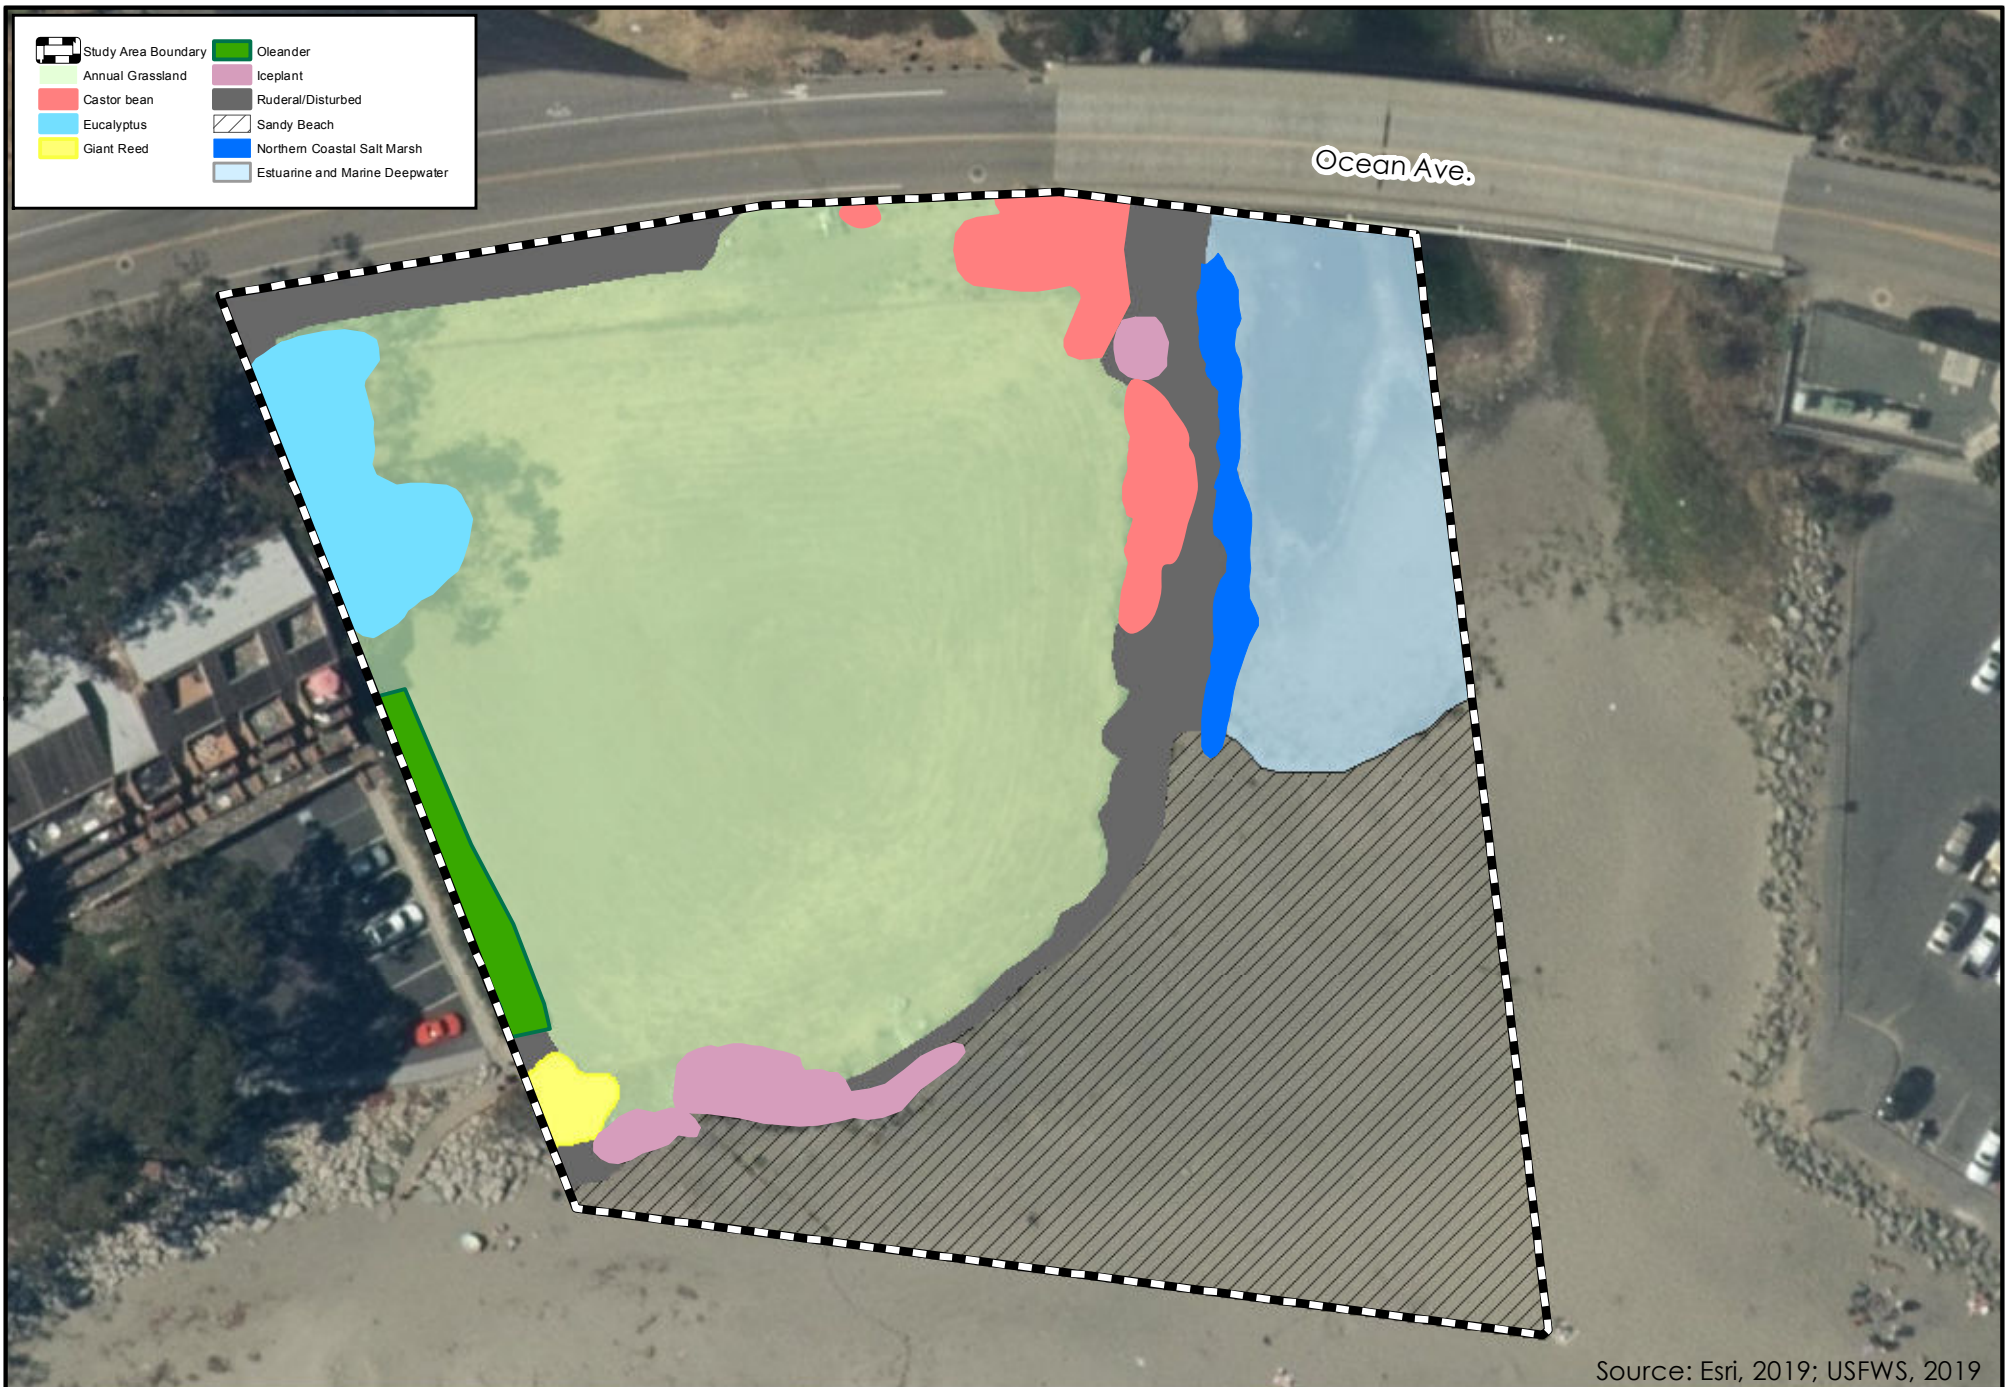 Study Area Boundary
Annual Grassland
Castor bean
Eucalyptus
Giant Reed
Oleander
Iceplant
Ruderal/Disturbed
Sandy Beach
Northern Coastal Salt Marsh
Estuarine and Marine Deepwater
Ocean Ave.
Source: Esri, 2019; USFWS, 2019